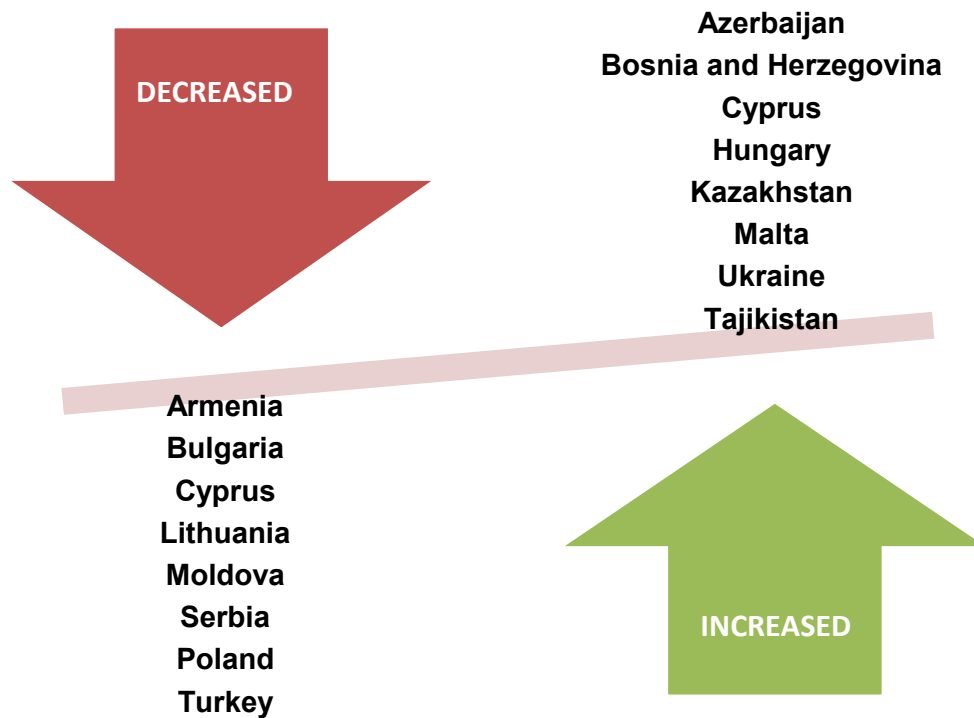 DECREASED
Armenia
Bulgaria
Cyprus
Lithuania
Moldova
Serbia
Poland
Turkey
Azerbaijan
Bosnia and Herzegovina
Cyprus
Hungary
Kazakhstan
Malta
Ukraine
Tajikistan
INCREASED